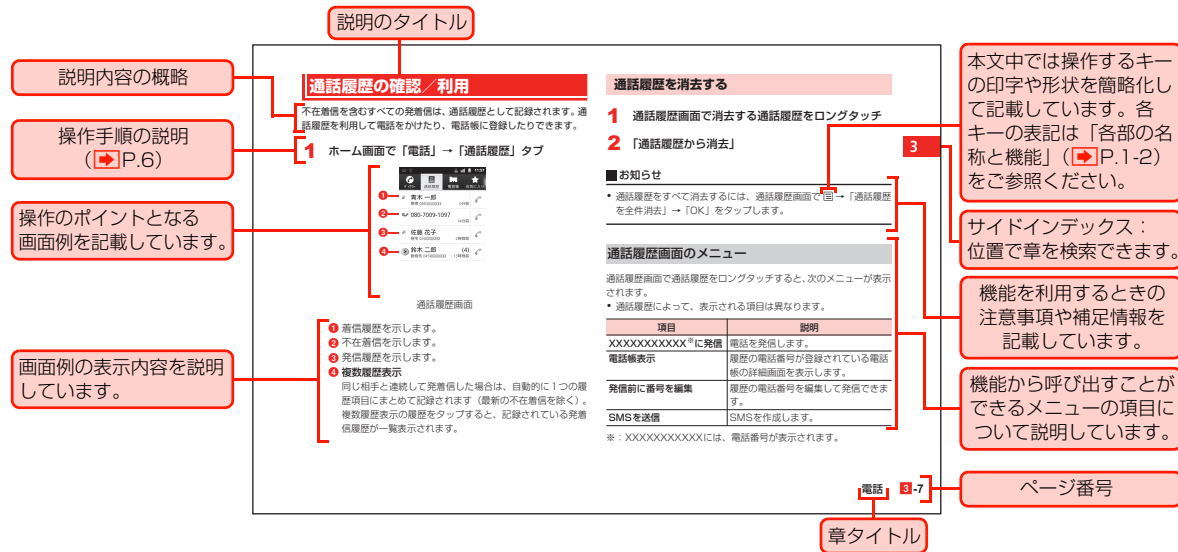 説明のタイトル
説明内容の概略
操作手順の説明
（P.6）
操作のポイントとなる
画面例を記載しています。
画面例の表示内容を説明
しています。
通話履歴の確認／利用
不在着信を含むすべての発着信は、通話履歴として記録されます。通
話履歴を利用して電話をかけたり、電話帳に登録したりできます。
1 ホーム画面で「電話」→「通話履歴」タブ
11:37
通話履歴
電話帳
お気に入り
❶
青木 一郎
0分前
❷
080-7009-1097
14分前
❸
佐藤 花子
2時間前
❹
鈴木 二郎 (4)
通話履歴画面
❶ 着信履歴を示します。
❷ 不在着信を示します。
❸ 発信履歴を示します。
❹ 複数履歴表示
同じ相手と連続して発着信した場合は、自動的に1つの履
歴項目にまとめて記録されます（最新の不在着信を除く）。
複数履歴表示の履歴をタップすると、記録されている発着
信履歴が一覧表示されます。
通話履歴を消去する
1 通話履歴画面で消去する通話履歴をロングタッチ
2 「通話履歴から消去」
■お知らせ
• 通話履歴をすべて消去するには、通話履歴画面で→「通話履歴
を全件消去」→「OK」をタップします。
通話履歴画面のメニュー
通話履歴画面で通話履歴をロングタッチすると、次のメニューが表示
されます。
• 通話履歴によって、表示される項目は異なります。
項目 説明
XXXXXXXXXXX※に発信 電話を発信します。
電話帳表示 履歴の電話番号が登録されている電話
帳の詳細画面を表示します。
発信前に番号を編集 履歴の電話番号を編集して発信できま
す。
SMSを送信 SMSを作成します。
※：XXXXXXXXXXXには、電話番号が表示されます。
3
電話 3-7
章タイトル
本文中では操作するキー
の印字や形状を簡略化し
て記載しています。各
キーの表記は「各部の名
称と機能」（P.1-2）
をご参照ください。
サイドインデックス：
位置で章を検索できます。
機能を利用するときの
注意事項や補足情報を
記載しています。
機能から呼び出すことが
できるメニューの項目に
ついて説明しています。
ページ番号